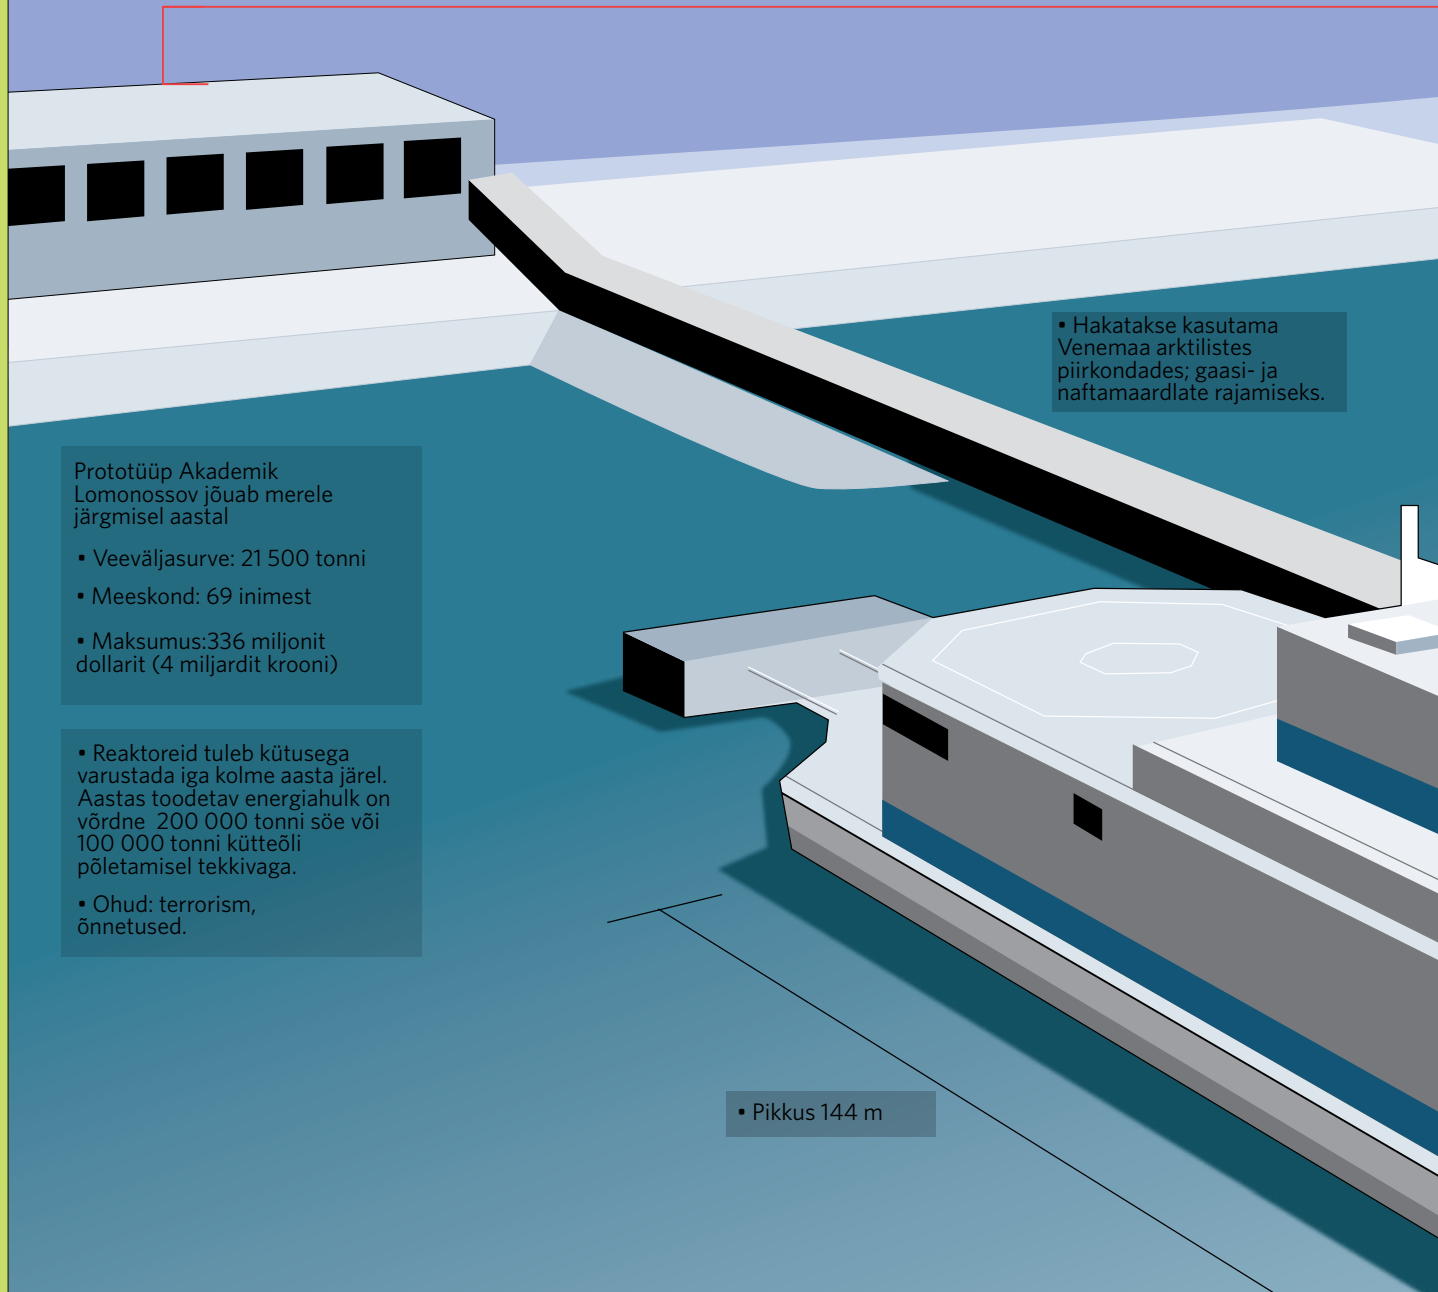 • Hakatakse kasutama
Venemaa arktilistes
piirkondades; gaasi- ja
naftamaardlate rajamiseks.
Prototüüp Akademik
Lomonossov jõuab merele
järgmisel aastal
• Veeväljasurve: 21 500 tonni
• Meeskond: 69 inimest
• Maksumus:336 miljonit
dollarit (4 miljardit krooni)
• Reaktoreid tuleb kütusega
varustada iga kolme aasta järel.
Aastas toodetav energiahulk on
võrdne  200 000 tonni söe või
100 000 tonni kütteõli
põletamisel tekkivaga.
• Ohud: terrorism,
õnnetused.
• Pikkus 144 m